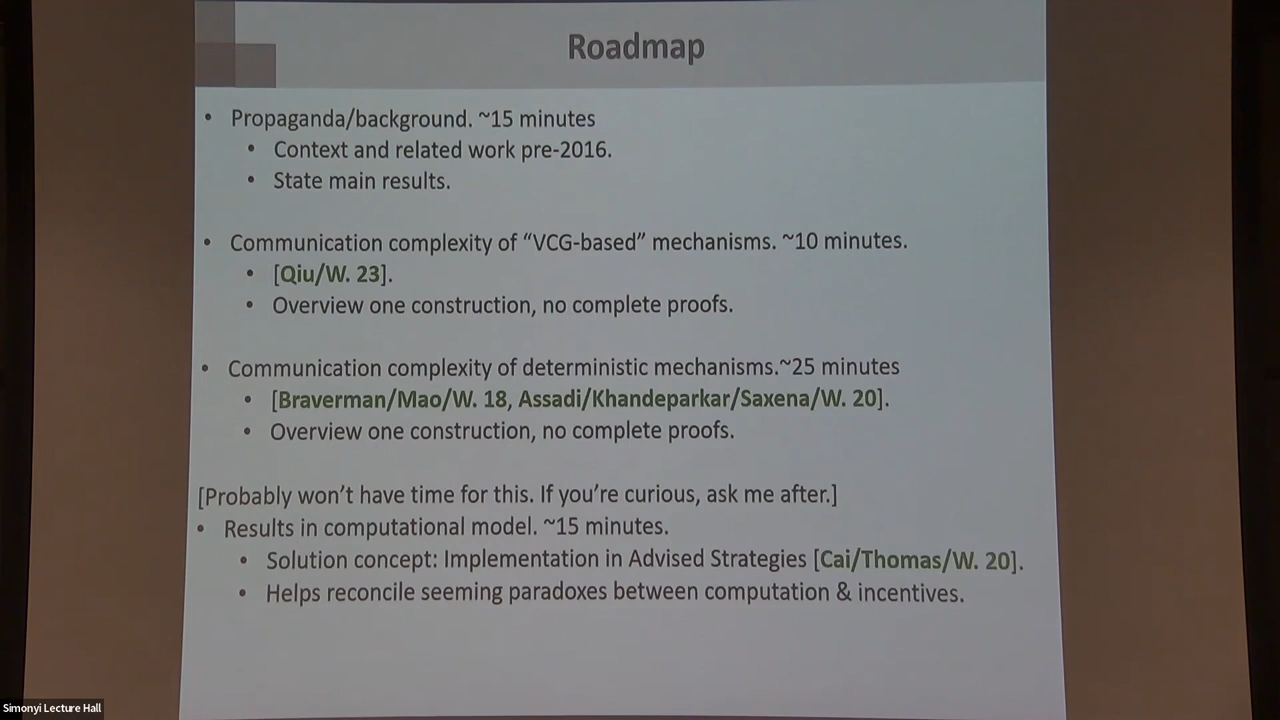 Roadmap
• Propaganda/background. ~15 minutes
• Context and related work pre-2016.
• State main results.
• Communication complexity of “VCG-based” mechanisms. ~10 minutes.
• [Qiu/W. 23].
• Overview one construction, no complete proofs.
• Communication complexity of deterministic mechanisms.~25 minutes
• [Braverman/Mao/W. 18, Assadi/Khandeparkar/Saxena/W. 20].
• Overview one construction, no complete proofs.
[Probably won’t have time for this. If you’re curious, ask me after.]
• Results in computational model. ~15 minutes.
• Solution concept: Implementation in Advised Strategies [Cai/Thomas/W. 20].
• Helps reconcile seeming paradoxes between computation & incentives.
Simonyi Lecture Hall